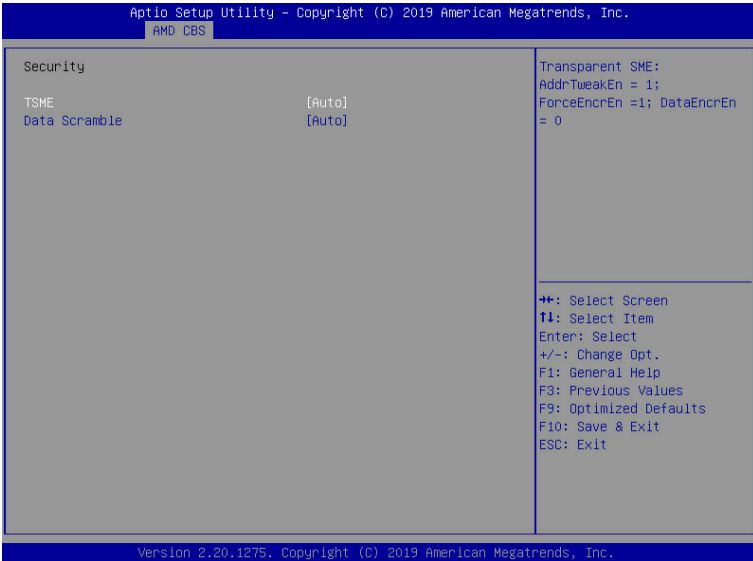 Aptio Setup Utility – Copyright (C) 2019 American Megatrends, Inc.
AMD CBS
Security
TSME [Auto]
Data Scramble [Auto]
Transparent SME:
AddrTweakEn = 1;
ForceEncrEn =1; DataEncrEn
= 0
→←: Select Screen
↑↓: Select Item
Enter: Select
+/-: Change Opt.
F1: General Help
F3: Previous Values
F9: Optimized Defaults
F10: Save & Exit
ESC: Exit
Version 2.20.1275. Copyright (C) 2019 American Megatrends, Inc.